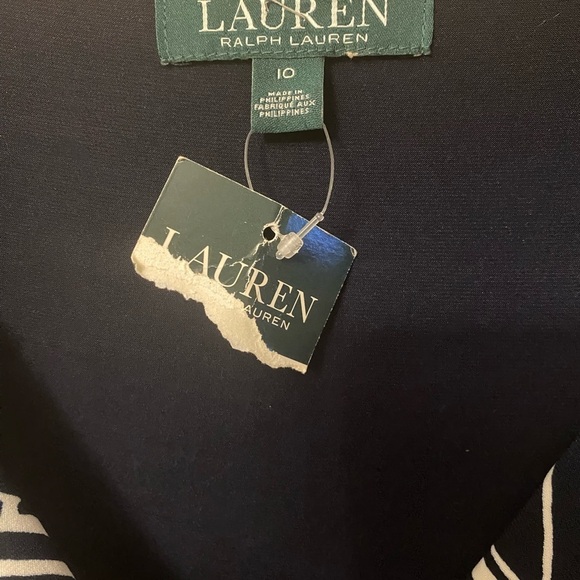 LAUREN
RALPH LAUREN
10
MADE IN
PHILIPPINES
FABRIQUÉ AUX
PHILIPPINES
LAUREN
LAUREN